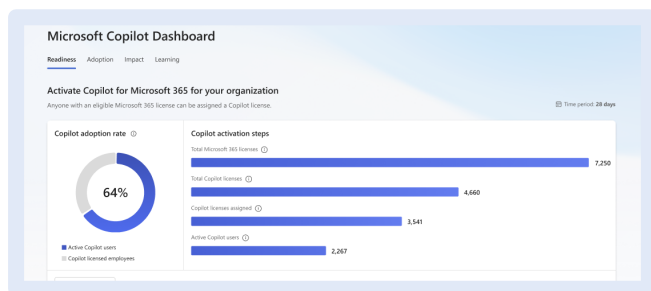 Microsoft Copilot Dashboard
Readiness Adoption Impact Learning
Activate Copilot for Microsoft 365 for your organization
Anyone with an eligible Microsoft 365 license can be assigned a Copilot license.
Time period: 28 days
Copilot adoption rate
64%
Active Copilot users
Copilot licensed employees
Copilot activation steps
Total Microsoft 365 licenses
7,250
Total Copilot licenses
4,660
Copilot licenses assigned
3,541
Active Copilot users
2,267